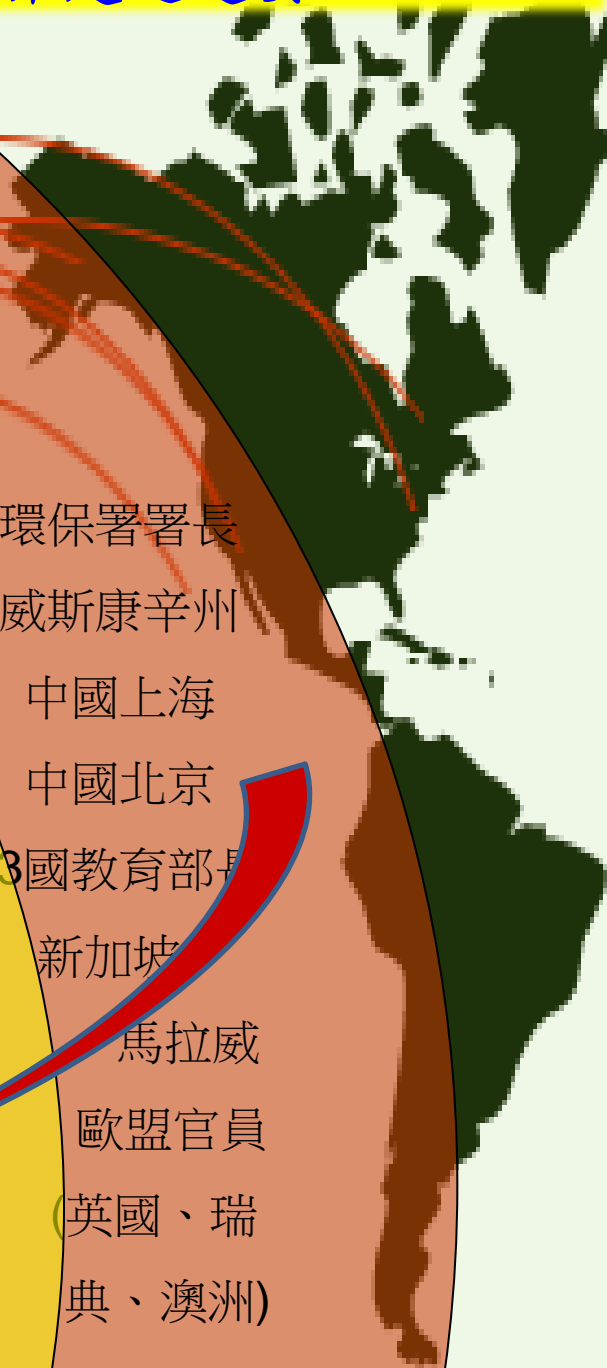 環保署署長
威斯康辛州
中國上海
中國北京
3國教育部長
新加坡
馬拉威
歐盟官員
(英國、瑞
典、澳洲)